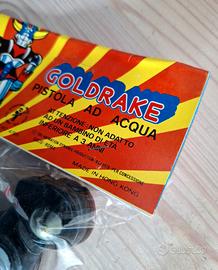 GOLDRAKE
PISTOLA AD ACQUA
ATTENZIONE: NON ADATTO
AD UN BAMBINO DI ETÀ
INFERIORE A 3 ANNI
MADE IN HONG KONG